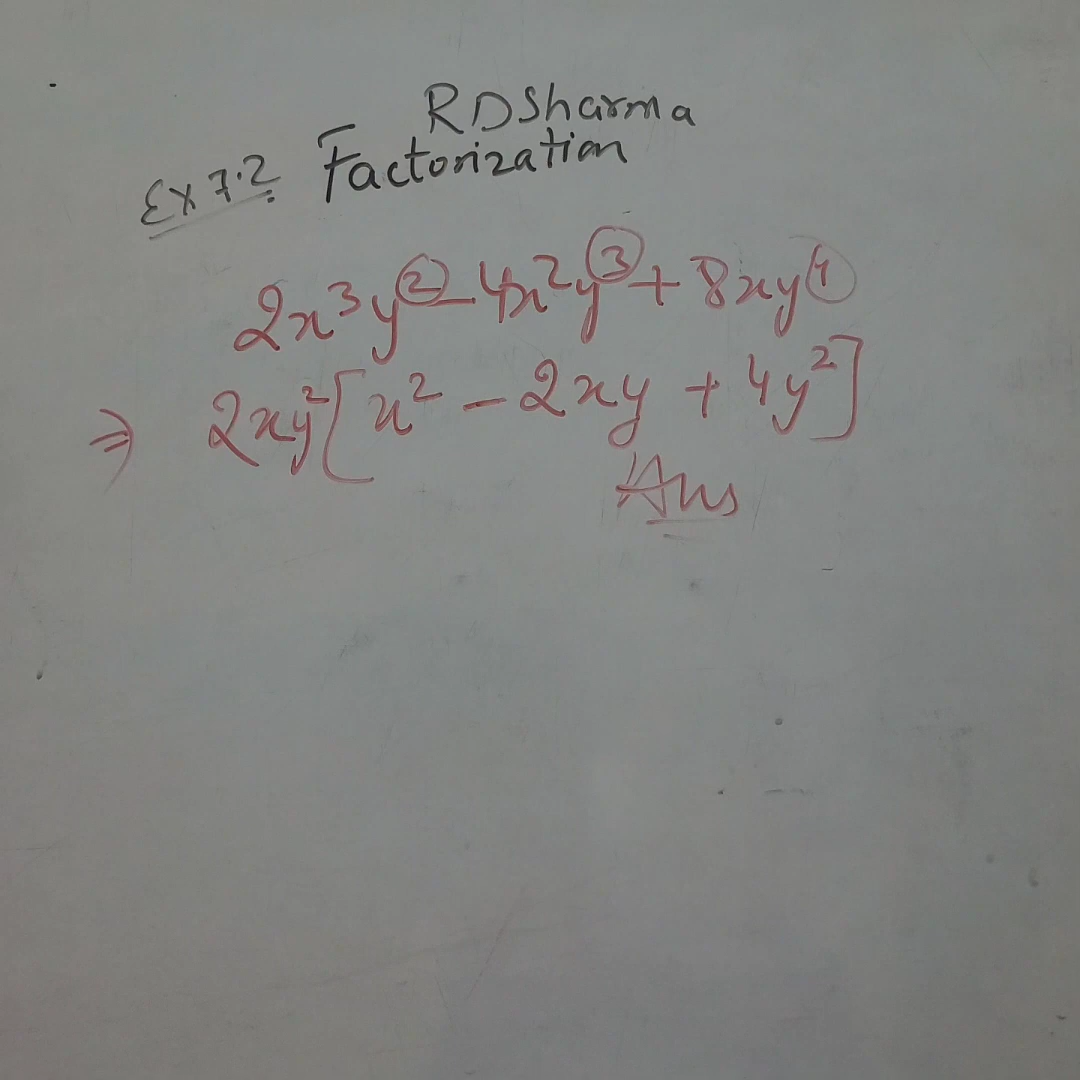 RDSharma
Ex 7.2 Factorization
2x³y² - 4x²y³ + 8xy⁴
⇒ 2xy²[x² - 2xy + 4y²]
Ans